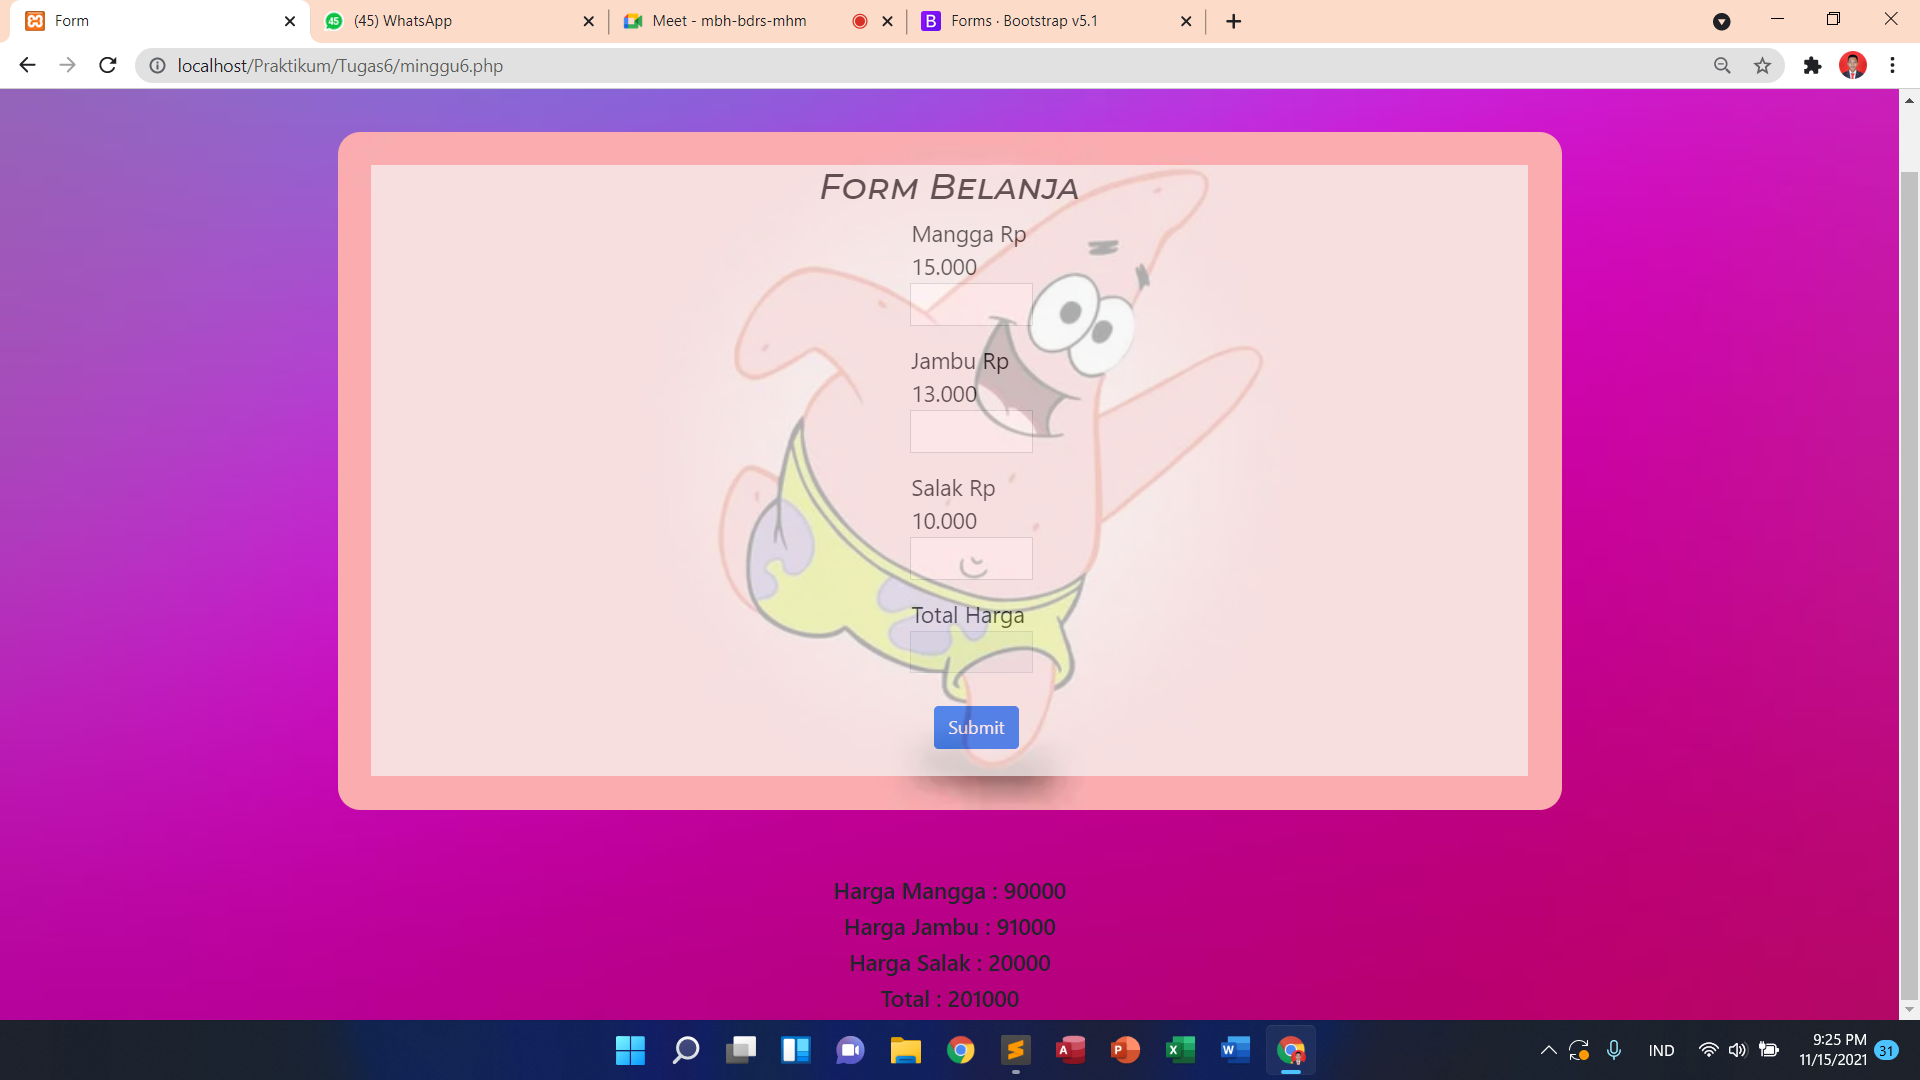 Form
(45) WhatsApp
Meet - mbh-bdrs-mhm
B
Forms · Bootstrap v5.1
localhost/Praktikum/Tugas6/minggu6.php
FORM BELANJA
Mangga Rp
15.000
Jambu Rp
13.000
Salak Rp
10.000
Total Harga
Submit
Harga Mangga : 90000
Harga Jambu : 91000
Harga Salak : 20000
Total : 201000
IND
9:25 PM
11/15/2021
31